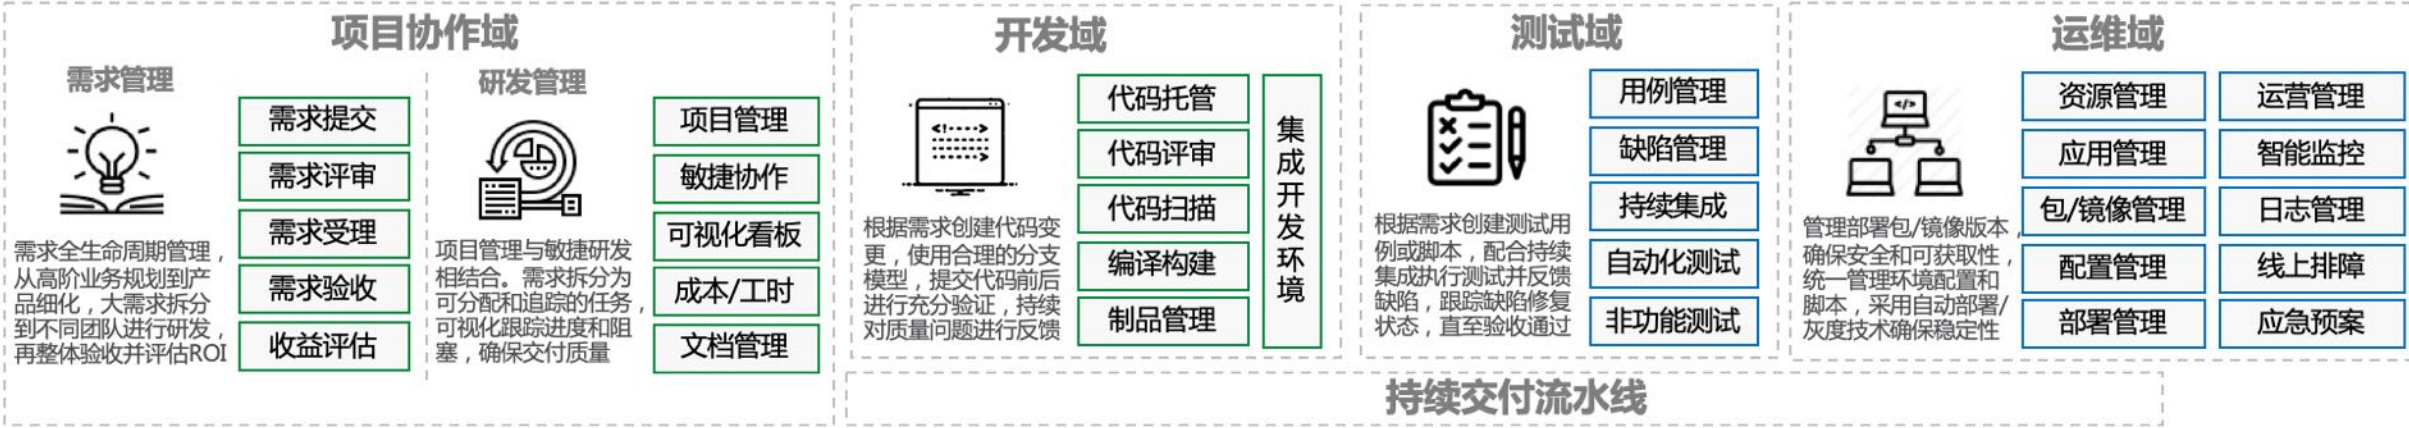 项目协作域
需求管理
需求全生命周期管理，
从高阶业务规划到产
品细化，大需求拆分
到不同团队进行研发，
再整体验收并评估ROI
需求提交
需求评审
需求受理
需求验收
收益评估
研发管理
项目管理与敏捷研发
相结合。需求拆分为
可分配和追踪的任务，
可视化跟踪进度和阻
塞，确保交付质量
项目管理
敏捷协作
可视化看板
成本/工时
文档管理
开发域
根据需求创建代码变
更，使用合理的分支
模型，提交代码前后
进行充分验证，持续
对质量问题进行反馈
代码托管
代码评审
代码扫描
编译构建
制品管理
集成开发环境
测试域
根据需求创建测试用
例或脚本，配合持续
集成执行测试并反馈
缺陷，跟踪缺陷修复
状态，直至验收通过
用例管理
缺陷管理
持续集成
自动化测试
非功能测试
运维域
</>
管理部署包/镜像版本，
确保安全和可获取性，
统一管理环境配置和
脚本，采用自动部署/
灰度技术确保稳定性
资源管理
应用管理
包/镜像管理
配置管理
部署管理
运营管理
智能监控
日志管理
线上排障
应急预案
持续交付流水线